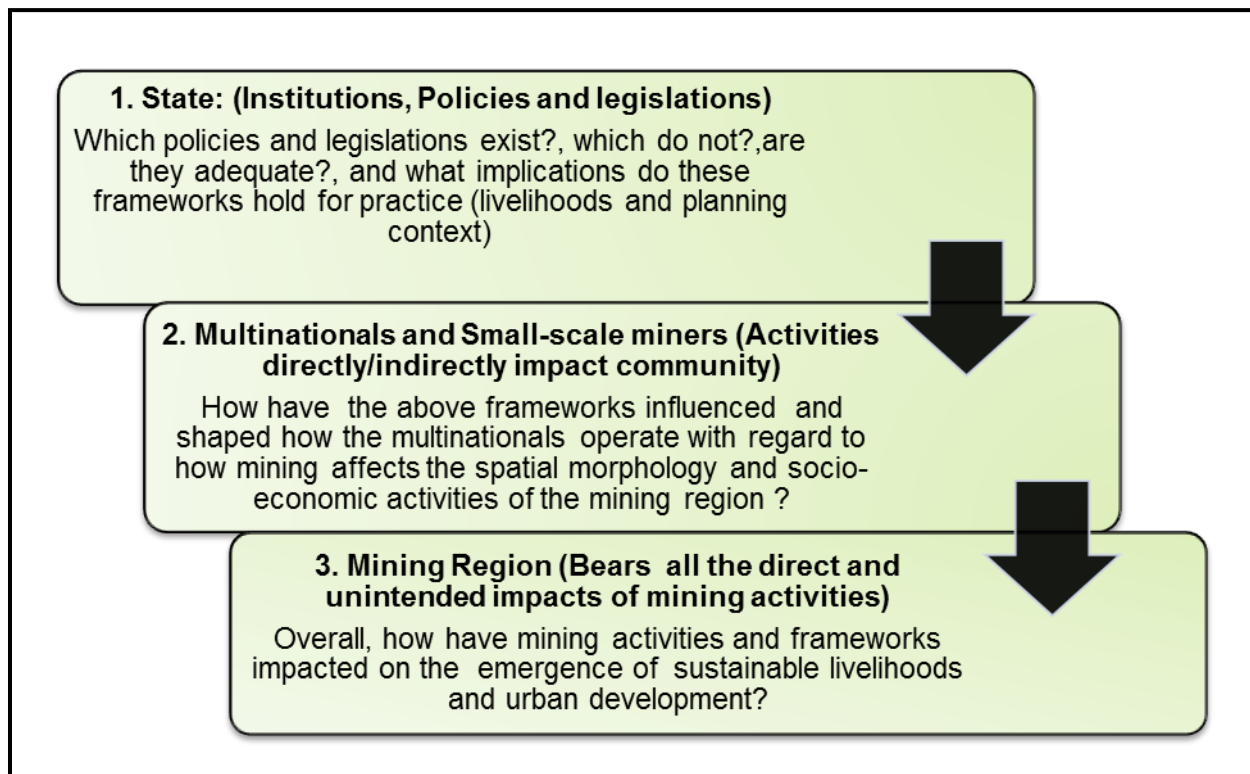 1. State: (Institutions, Policies and legislations)
Which policies and legislations exist?, which do not?,are
they adequate?, and what implications do these
frameworks hold for practice (livelihoods and planning
context)
2. Multinationals and Small-scale miners (Activities
directly/indirectly impact community)
How have the above frameworks influenced and
shaped how the multinationals operate with regard to
how mining affects the spatial morphology and socio-
economic activities of the mining region ?
3. Mining Region (Bears all the direct and
unintended impacts of mining activities)
Overall, how have mining activities and frameworks
impacted on the emergence of sustainable livelihoods
and urban development?